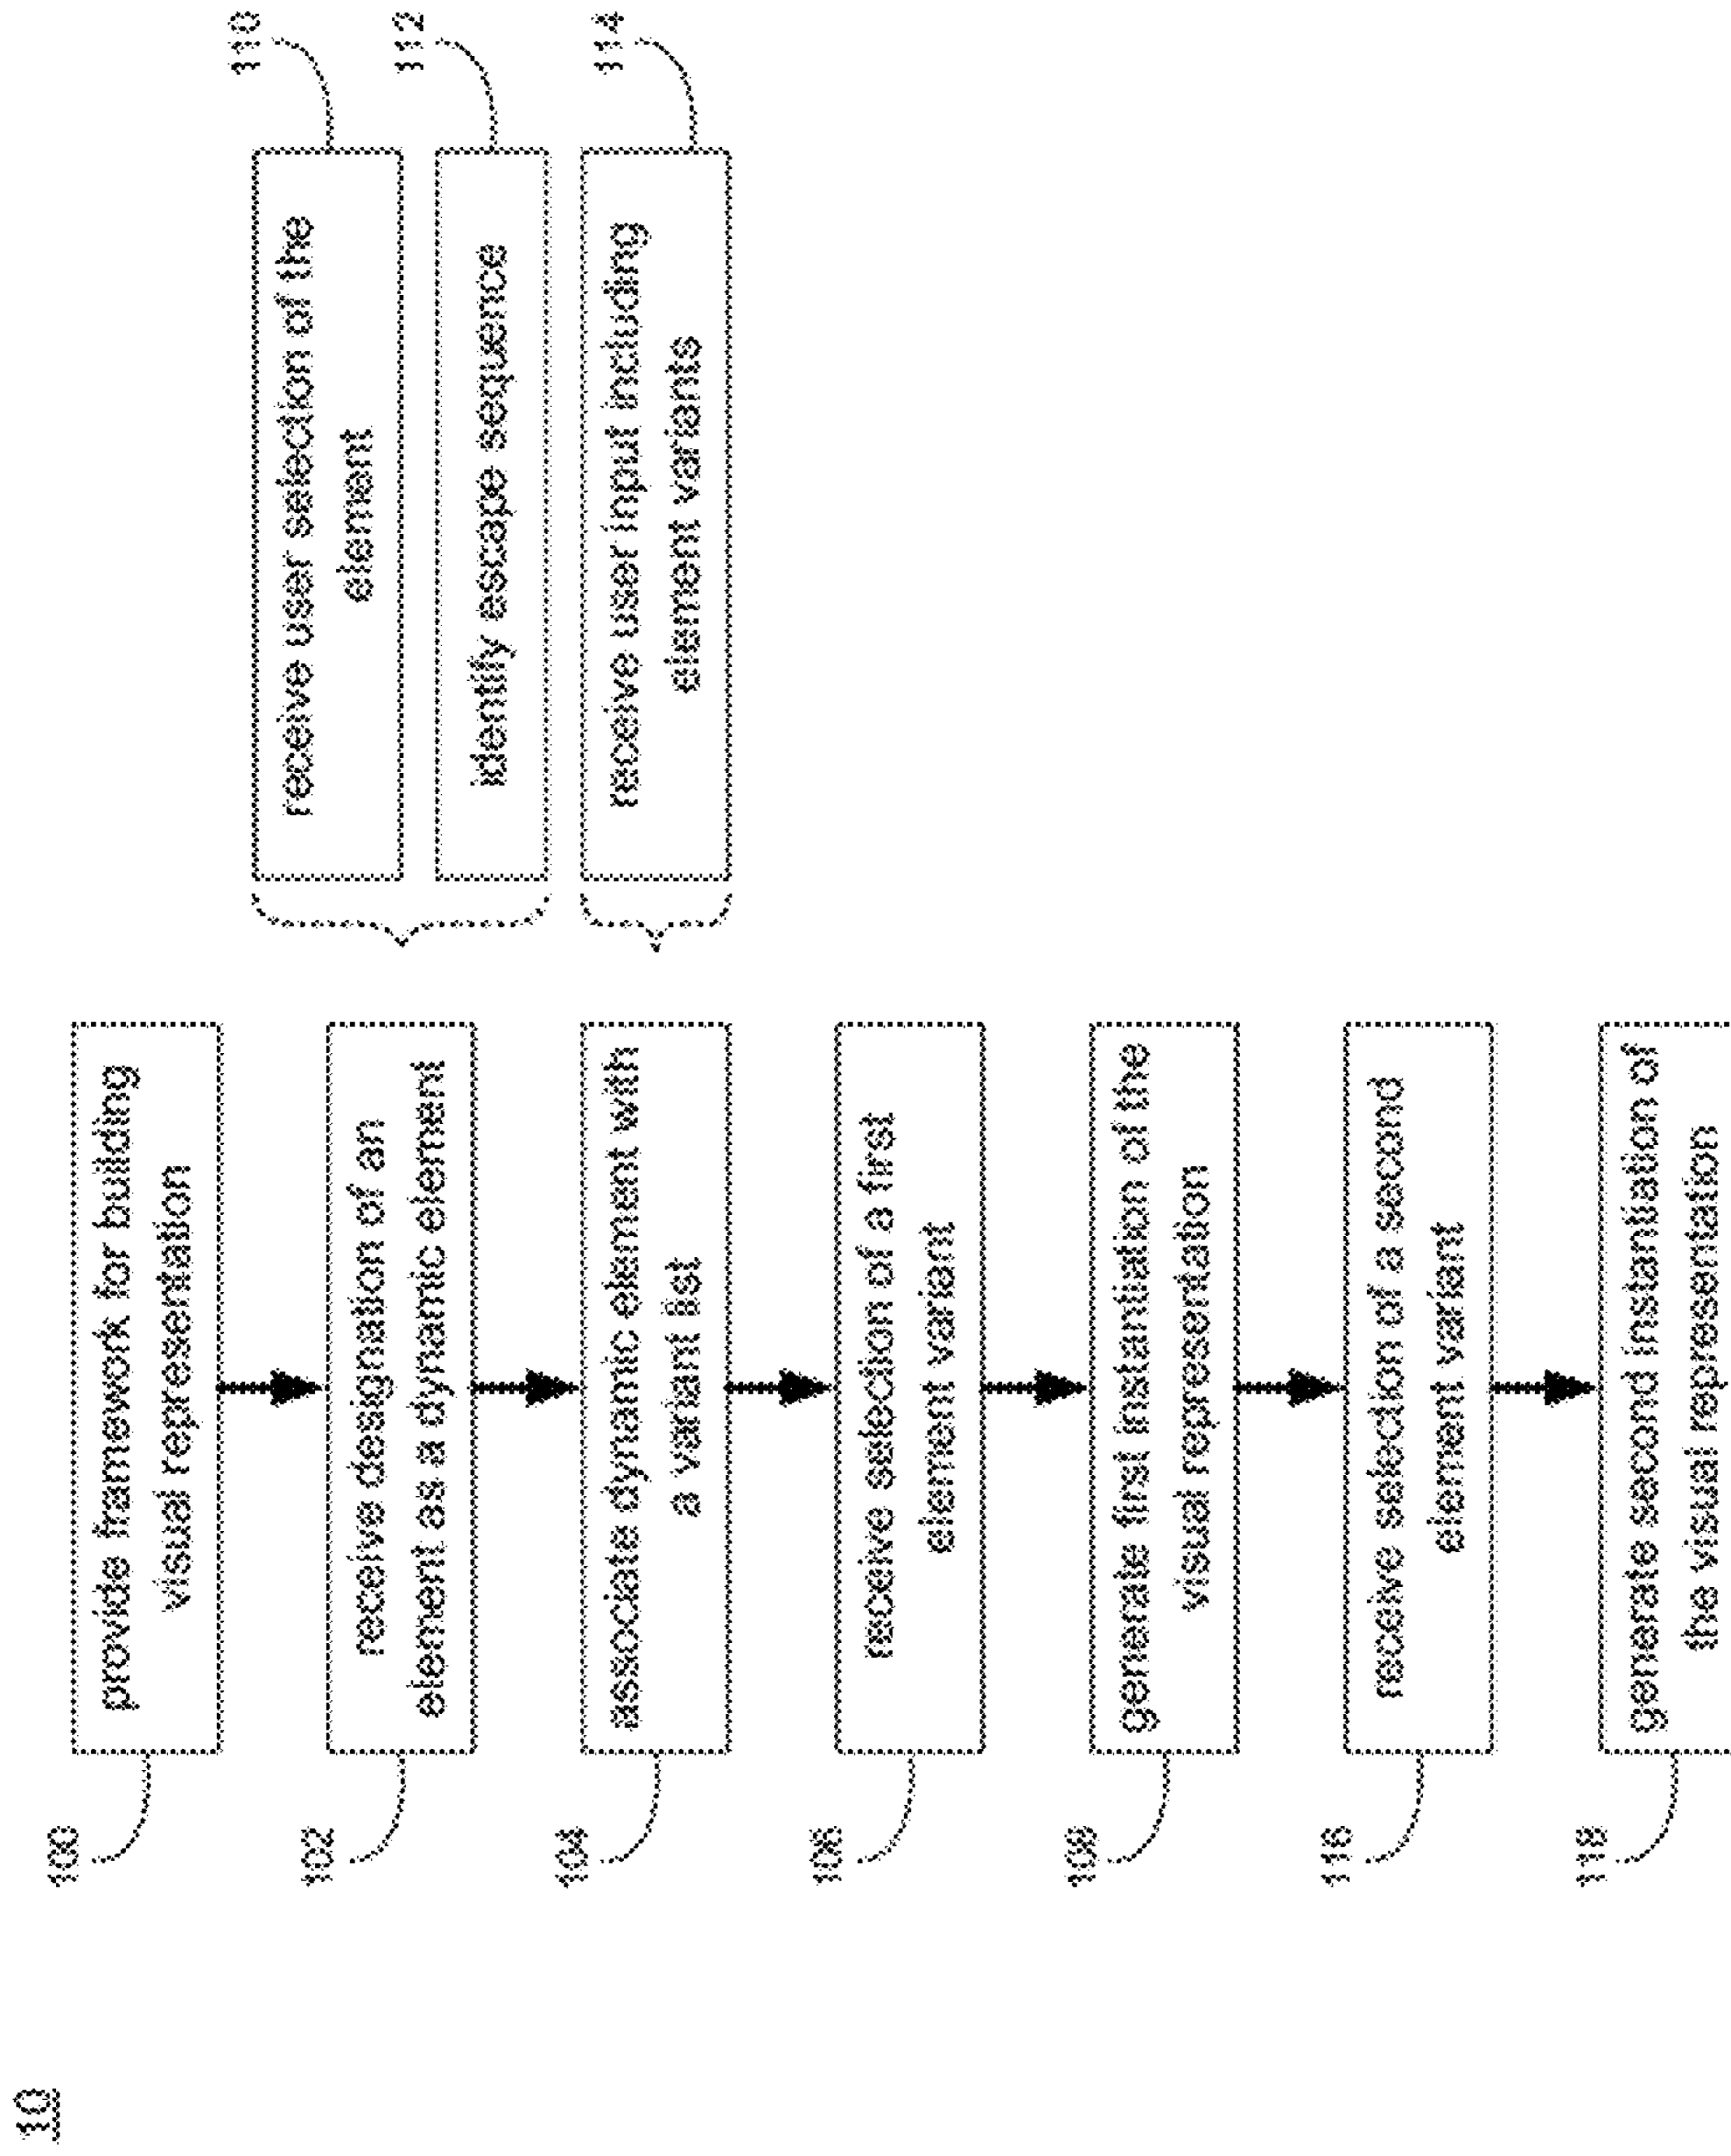 10
100
provide framework for building
visual representation
102
receive designation of an
element as a dynamic element
110
receive user selection of the
element
112
identify escape sequence
104
associate dynamic element with
a variant list
114
receive user input including
element variants
106
receive selection of a first
element variant
108
generate first instantiation of the
visual representation
116
receive selection of a second
element variant
118
generate second instantiation of
the visual representation